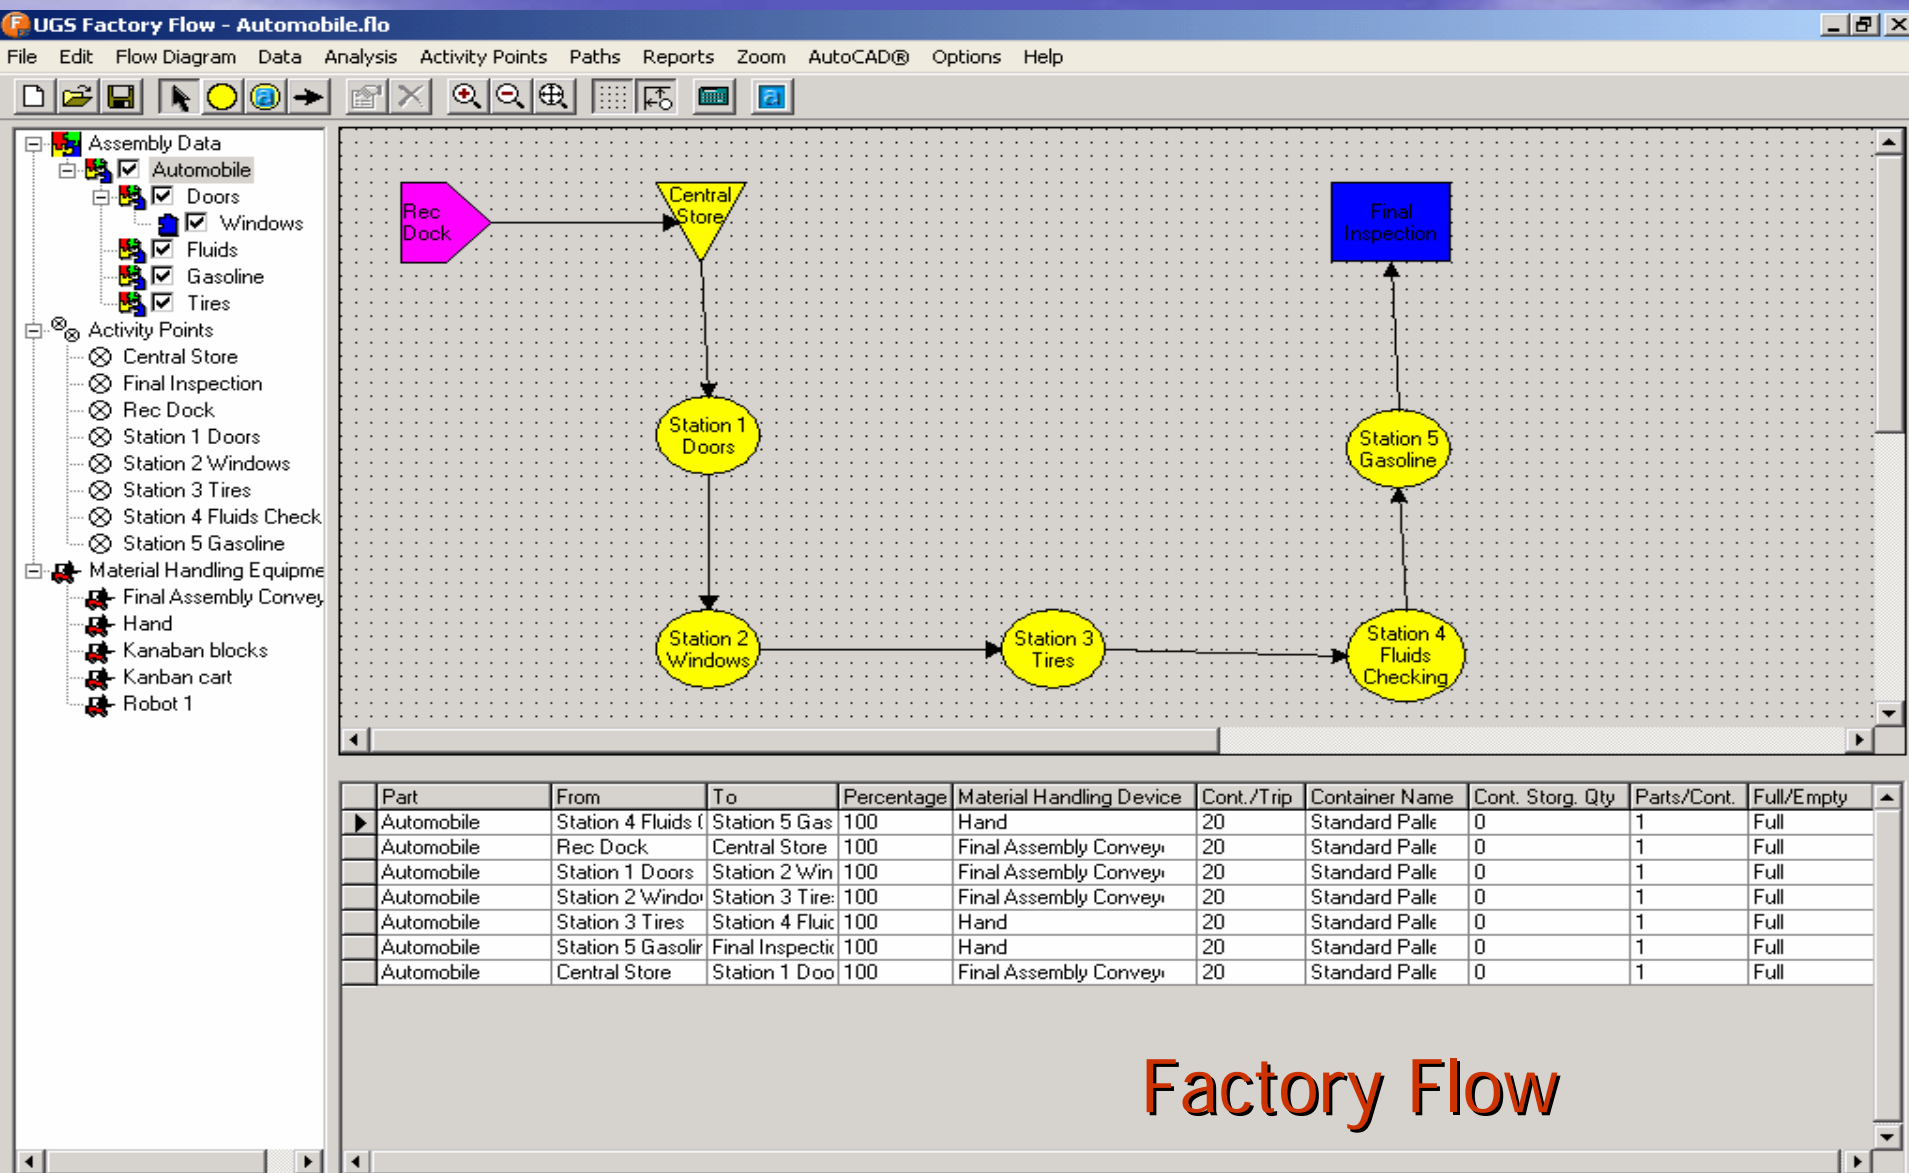 UGS Factory Flow - Automobile.flo
File Edit Flow Diagram Data Analysis Activity Points Paths Reports Zoom AutoCAD® Options Help
Assembly Data
Automobile
Doors
Windows
Fluids
Gasoline
Tires
Activity Points
Central Store
Final Inspection
Rec Dock
Station 1 Doors
Station 2 Windows
Station 3 Tires
Station 4 Fluids Check
Station 5 Gasoline
Material Handling Equipme
Final Assembly Convey
Hand
Kanaban blocks
Kanban cart
Robot 1
Rec
Dock
Central
Store
Final
Inspection
Station 1
Doors
Station 5
Gasoline
Station 2
Windows
Station 3
Tires
Station 4
Fluids
Checking
Part From To Percentage Material Handling Device Cont./Trip Container Name Cont. Storg. Qty Parts/Cont. Full/Empty
Automobile Station 4 Fluids ( Station 5 Gas 100 Hand 20 Standard Palle 0 1 Full
Automobile Rec Dock Central Store 100 Final Assembly Convey 20 Standard Palle 0 1 Full
Automobile Station 1 Doors Station 2 Win 100 Final Assembly Convey 20 Standard Palle 0 1 Full
Automobile Station 2 Windo Station 3 Tire 100 Final Assembly Convey 20 Standard Palle 0 1 Full
Automobile Station 3 Tires Station 4 Fluid 100 Hand 20 Standard Palle 0 1 Full
Automobile Station 5 Gasolin Final Inspectic 100 Hand 20 Standard Palle 0 1 Full
Automobile Central Store Station 1 Doo 100 Final Assembly Convey 20 Standard Palle 0 1 Full
Factory Flow